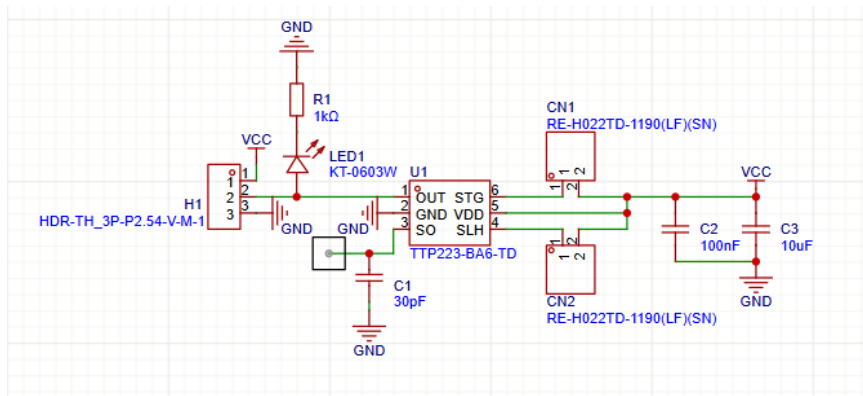 GND
R1
1kΩ
VCC
LED1
KT-0603W
H1
1
2
3
1
2
3
HDR-TH_3P-P2.54-V-M-1
GND
GND
U1
1
2
3
OUT
GND
SO
STG
VDD
SLH
6
5
4
TTP223-BA6-TD
C1
30pF
GND
CN1
RE-H022TD-1190(LF)(SN)
1
2
1
2
1
2
1
2
CN2
RE-H022TD-1190(LF)(SN)
VCC
C2
100nF
C3
10uF
GND